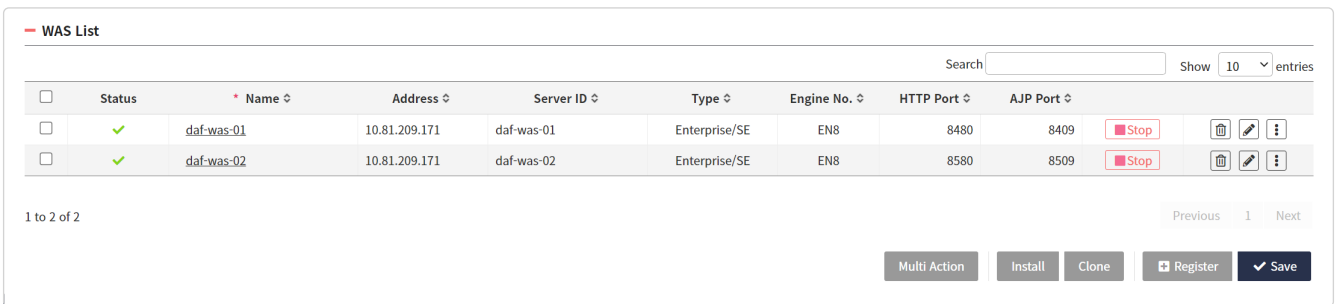 WAS List
Search Show 10 entries
Status * Name Address Server ID Type Engine No. HTTP Port AJP Port
daf-was-01 10.81.209.171 daf-was-01 Enterprise/SE EN8 8480 8409 Stop
daf-was-02 10.81.209.171 daf-was-02 Enterprise/SE EN8 8580 8509 Stop
1 to 2 of 2 Previous 1 Next
Multi Action Install Clone Register Save